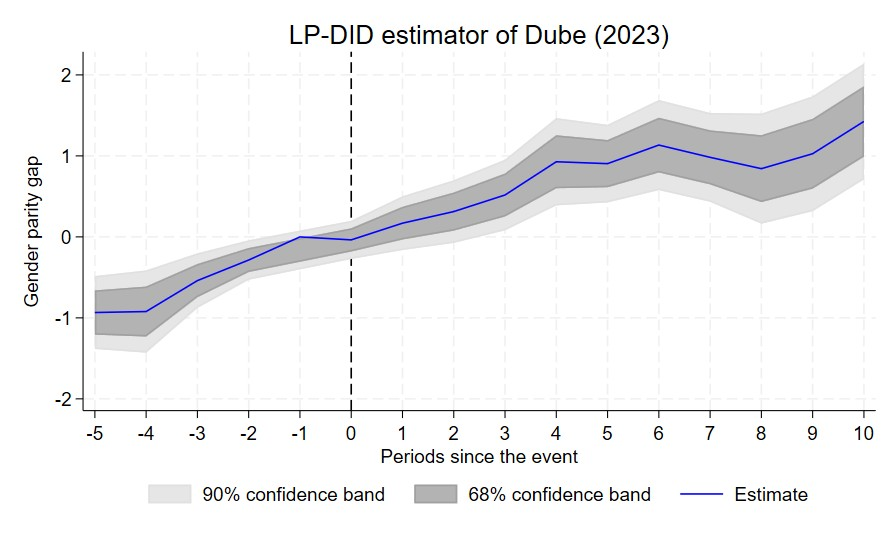 LP-DID estimator of Dube (2023)
Gender parity gap
2
1
0
-1
-2
-5 -4 -3 -2 -1 0 1 2 3 4 5 6 7 8 9 10
Periods since the event
90% confidence band 68% confidence band Estimate